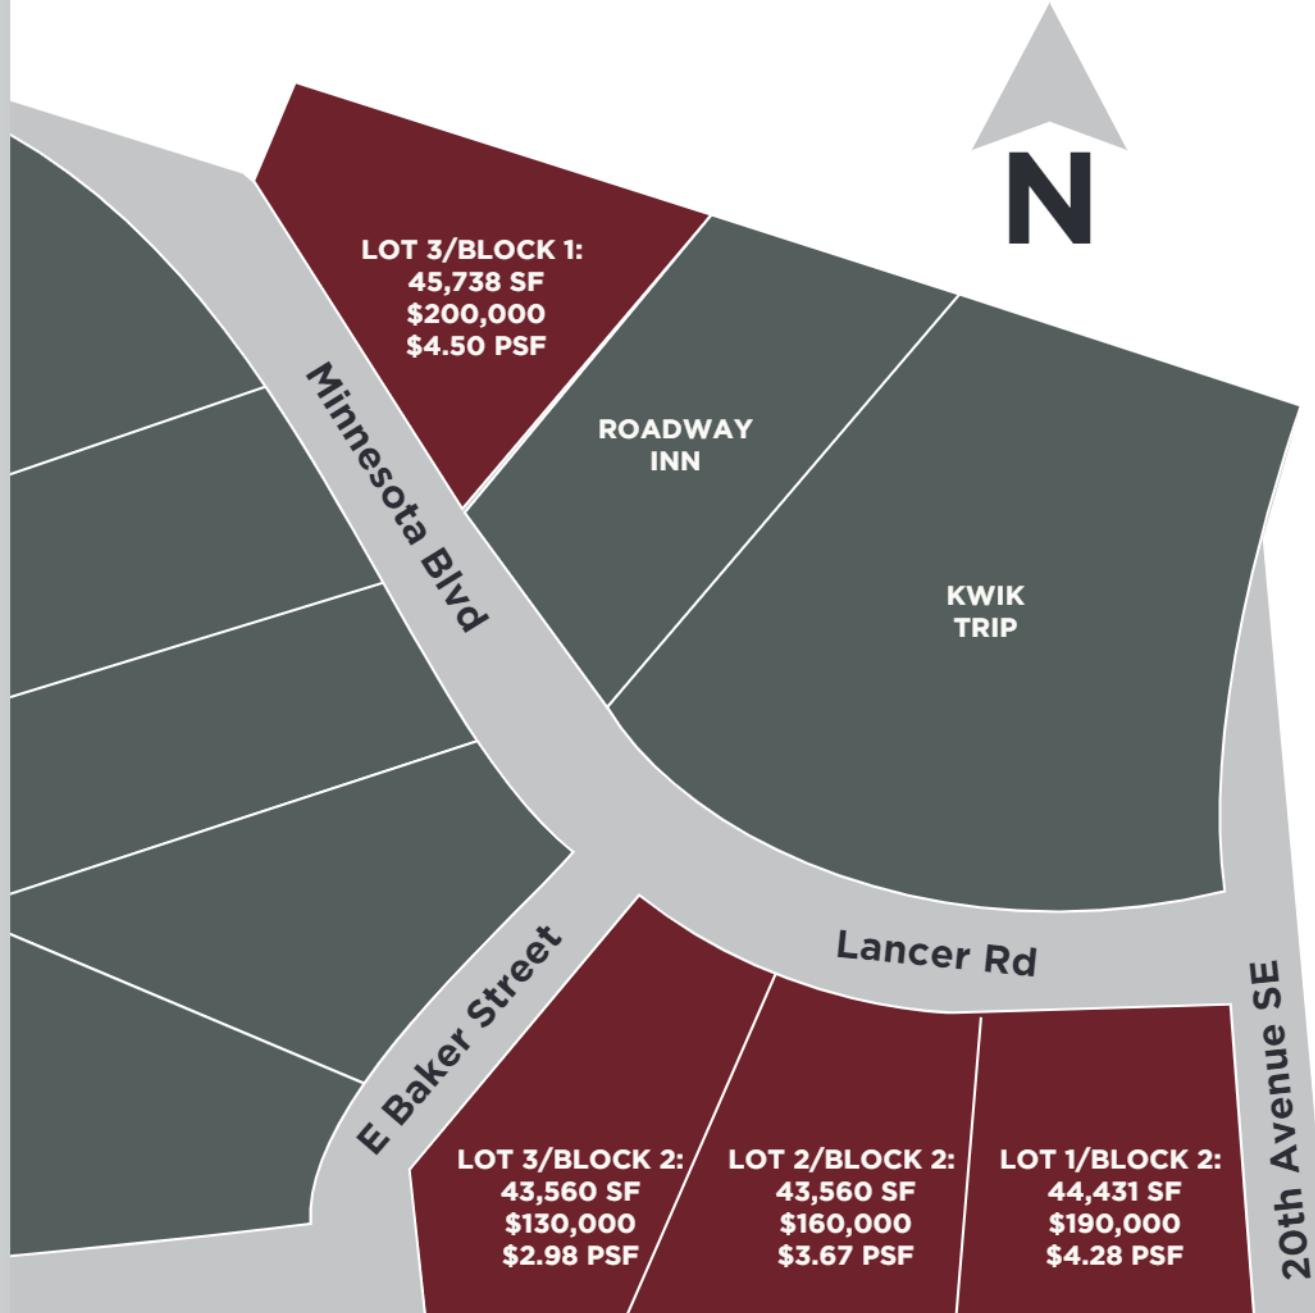 N
LOT 3/BLOCK 1:
45,738 SF
$200,000
$4.50 PSF
Minnesota Blvd
ROADWAY
INN
KWIK
TRIP
Lancer Rd
E Baker Street
20th Avenue SE
LOT 3/BLOCK 2:
43,560 SF
$130,000
$2.98 PSF
LOT 2/BLOCK 2:
43,560 SF
$160,000
$3.67 PSF
LOT 1/BLOCK 2:
44,431 SF
$190,000
$4.28 PSF